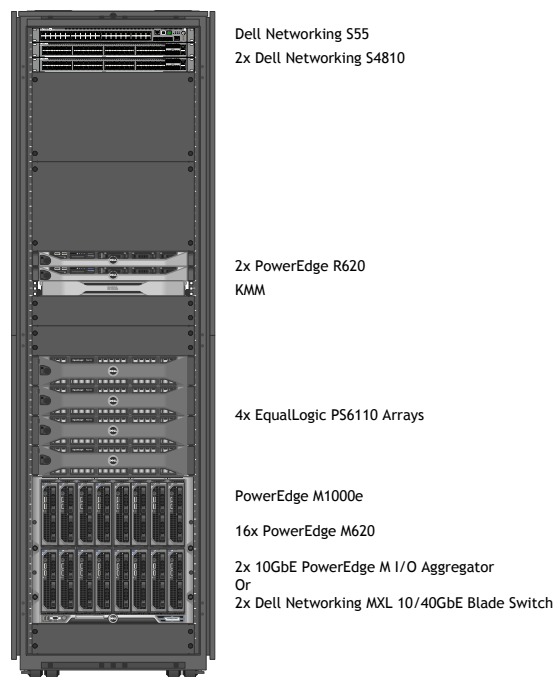 Dell Networking S55
2x Dell Networking S4810
2x PowerEdge R620
KMM
4x EqualLogic PS6110 Arrays
PowerEdge M1000e
16x PowerEdge M620
2x 10GbE PowerEdge M I/O Aggregator
Or
2x Dell Networking MXL 10/40GbE Blade Switch